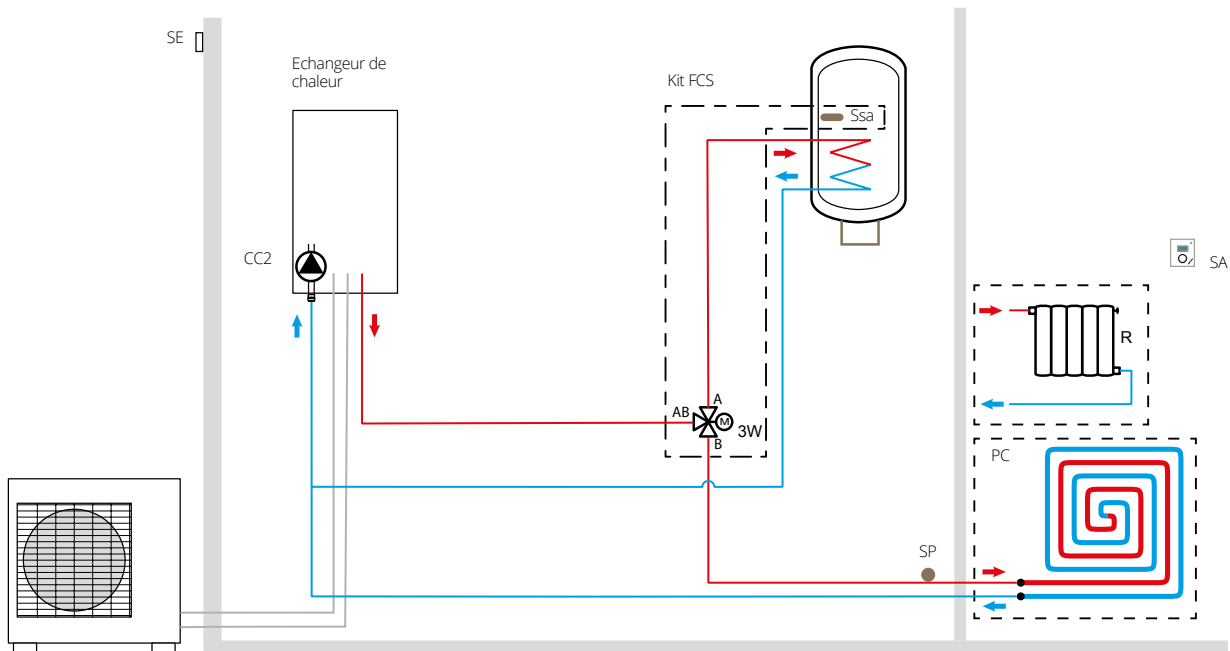 SE
Echangeur de
chaleur
Kit FCS
Ssa
CC2
SA
R
A
AB
M
3W
B
PC
SP